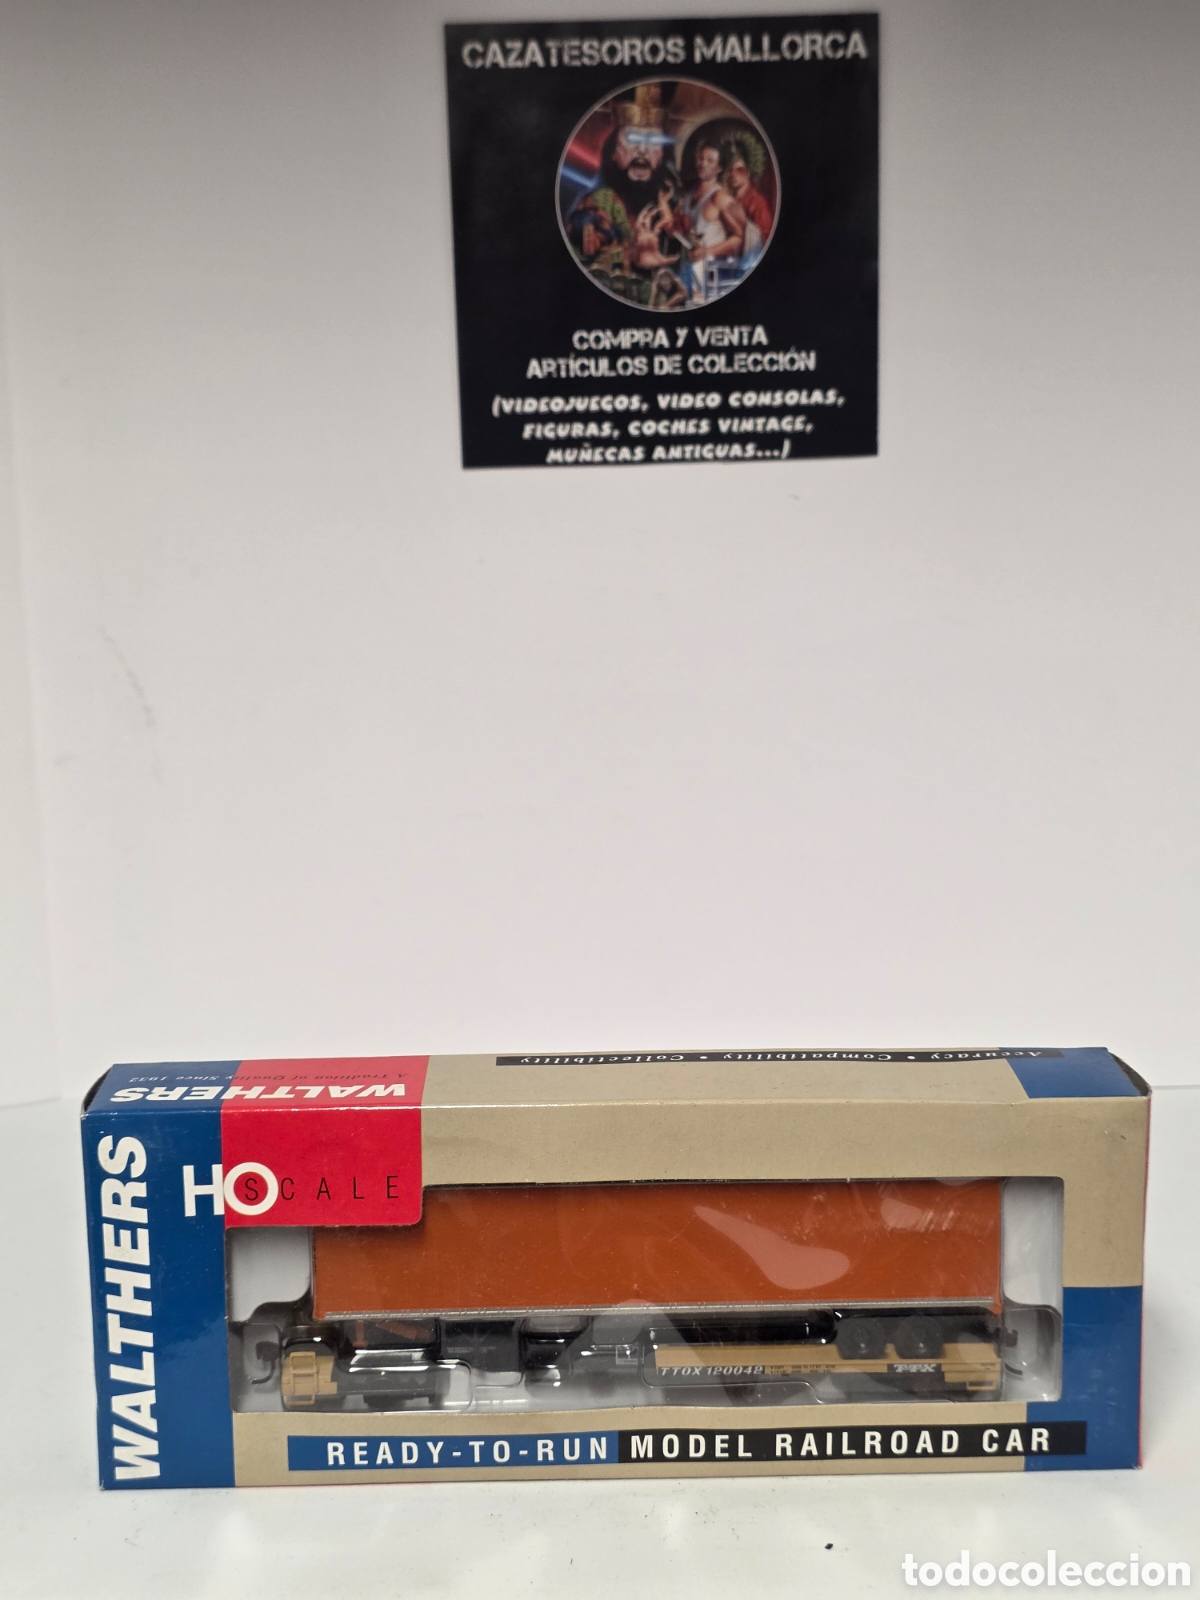 CAZATESOROS MALLORCA
COMPRA Y VENTA
ARTÍCULOS DE COLECCIÓN
(VIDEOJUEGOS, VIDEO CONSOLAS,
FIGURAS, COCHES VINTAGE,
MUÑECAS ANTIGUAS...)
Accuracy • Compatibility • Collectibility
A Tradition of Quality Since 1932
WALTHERS
WALTHERS
HO SCALE
TTOX 120042
TTX
READY-TO-RUN MODEL RAILROAD CAR
todocoleccion